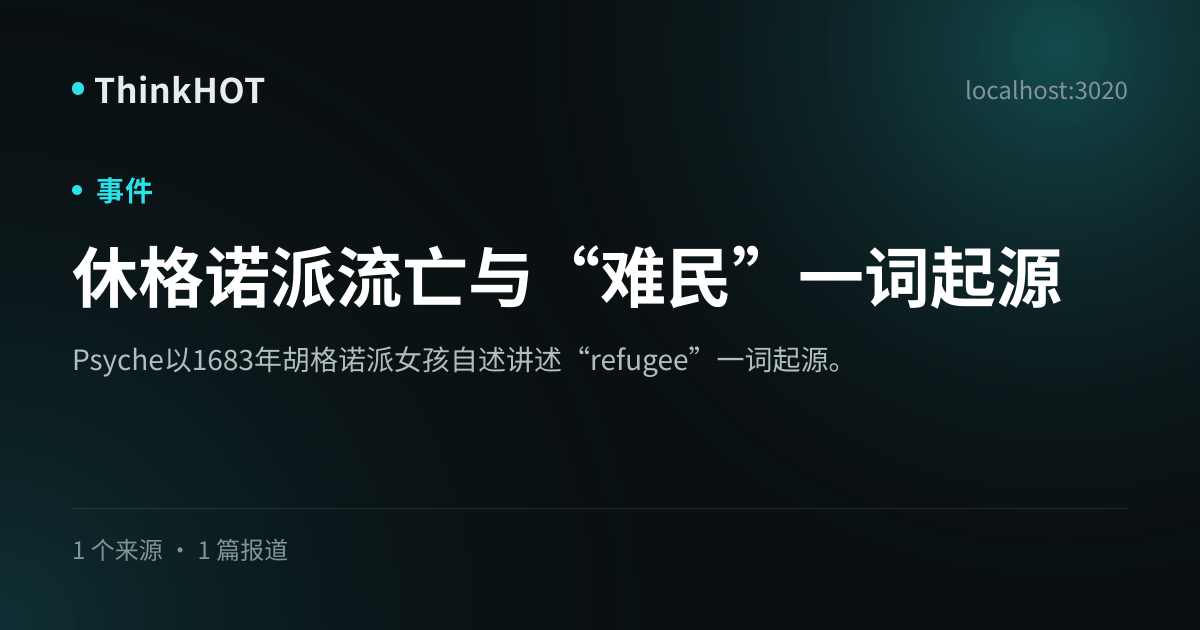 ThinkHOT
localhost:3020
事件
休格诺派流亡与“难民”一词起源
Psyche以1683年胡格诺派女孩自述讲述“refugee”一词起源。
1 个来源 · 1 篇报道